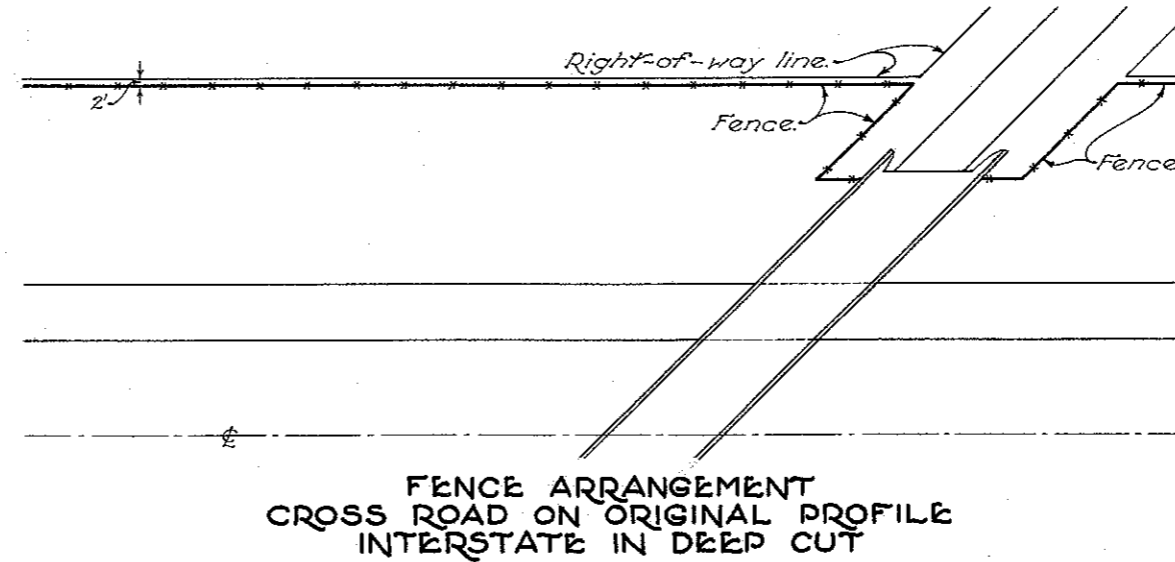 Right-of-way line.
2'
Fence.
Fence
℄
FENCE ARRANGEMENT
CROSS ROAD ON ORIGINAL PROFILE
INTERSTATE IN DEEP CUT